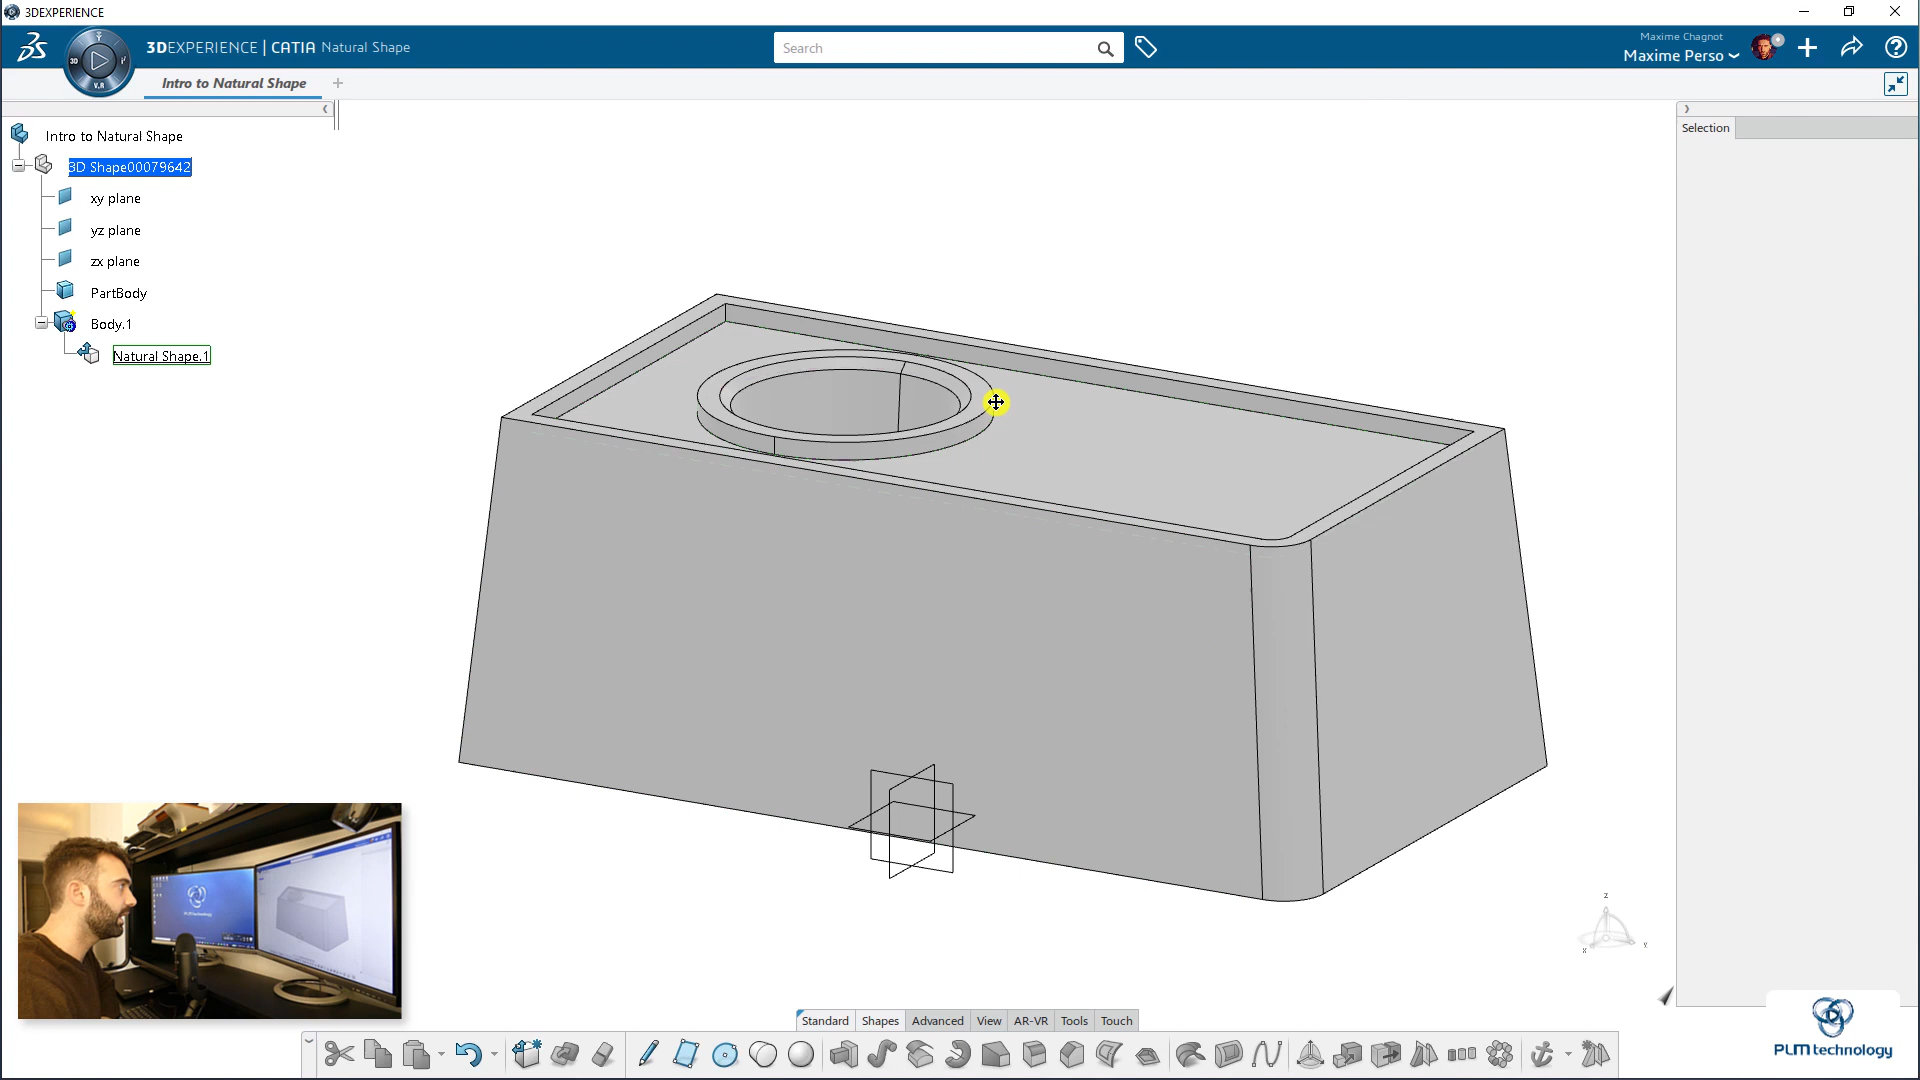 3DEXPERIENCE
3DEXPERIENCE | CATIA Natural Shape
Search
Maxime Chagnot
Maxime Perso
3D
V.R
Intro to Natural Shape
Selection
Intro to Natural Shape
3D Shape00079642
xy plane
yz plane
zx plane
PartBody
Body.1
Natural Shape.1
z
x
Y
Standard Shapes Advanced View AR-VR Tools Touch
PLMtechnology